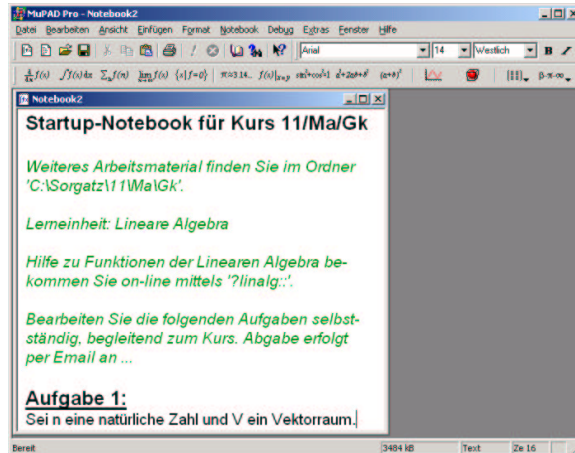 MuPAD Pro - Notebook2
Datei Bearbeiten Ansicht Einfügen Format Notebook Debug Extras Fenster Hilfe
Arial 14 Westlich B I
Notebook2
Startup-Notebook für Kurs 11/Ma/Gk
Weiteres Arbeitsmaterial finden Sie im Ordner
'C:\Sorgatz\11\Ma\Gk'.
Lerneinheit: Lineare Algebra
Hilfe zu Funktionen der Linearen Algebra be-
kommen Sie on-line mittels '?linalg::'.
Bearbeiten Sie die folgenden Aufgaben selbst-
ständig, begleitend zum Kurs. Abgabe erfolgt
per Email an ...
Aufgabe 1:
Sei n eine natürliche Zahl und V ein Vektorraum.
Bereit 3484 kB Text Ze 16